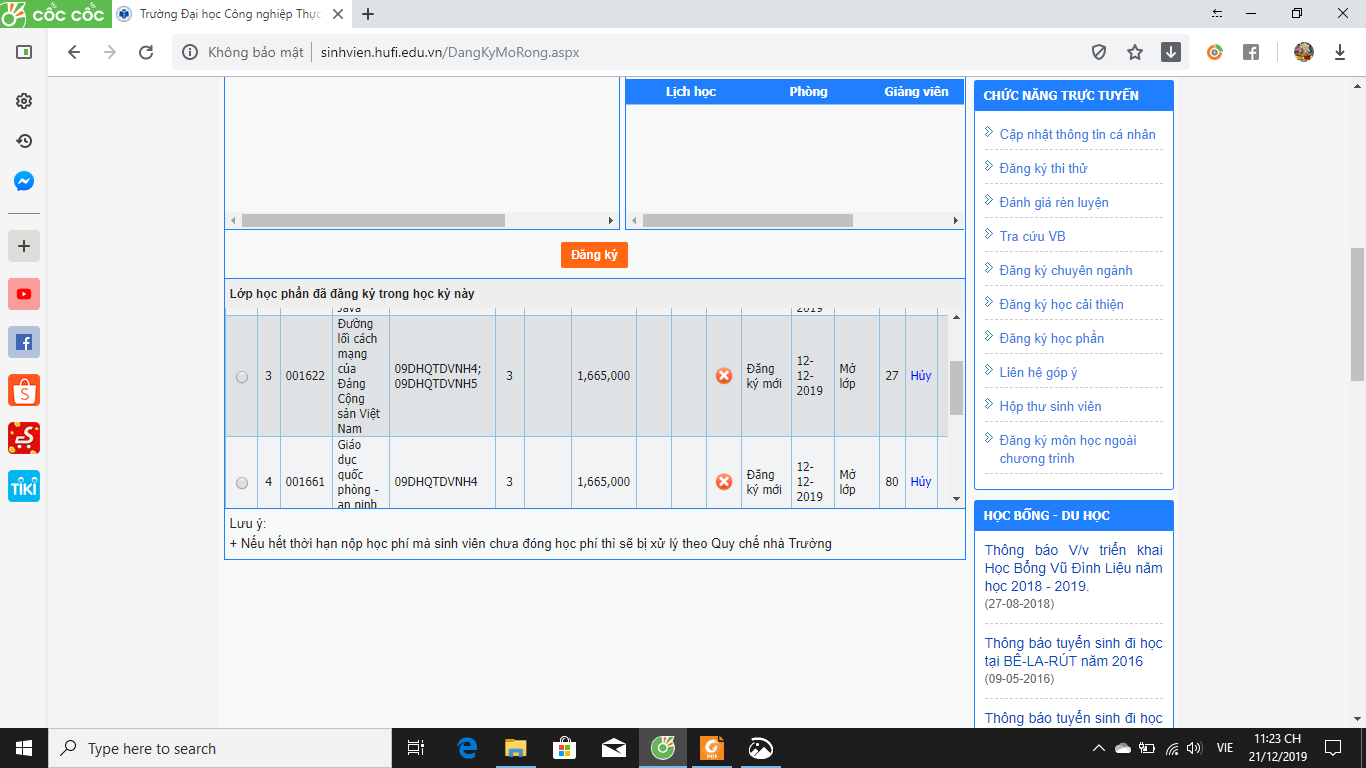 cốc cốc
Trường Đại học Công nghiệp Thực
Không bảo mật
sinhvien.hufi.edu.vn/DangKyMoRong.aspx
Lịch học Phòng Giảng viên
Đăng ký
Lớp học phần đã đăng ký trong học kỳ này
Java
2019
3
001622
Đường
lối cách
mạng
của
Đảng
Cộng
sản Việt
Nam
09DHQTDVNH4;
09DHQTDVNH5
3
1,665,000
Đăng
ký mới
12-
12-
2019
Mở
lớp
27
Hủy
4
001661
Giáo
dục
quốc
phòng -
an ninh
09DHQTDVNH4
3
1,665,000
Đăng
ký mới
12-
12-
2019
Mở
lớp
80
Hủy
Lưu ý:
+ Nếu hết thời hạn nộp học phí mà sinh viên chưa đóng học phí thì sẽ bị xử lý theo Quy chế nhà Trường
CHỨC NĂNG TRỰC TUYẾN
Cập nhật thông tin cá nhân
Đăng ký thi thử
Đánh giá rèn luyện
Tra cứu VB
Đăng ký chuyên ngành
Đăng ký học cải thiện
Đăng ký học phần
Liên hệ góp ý
Hộp thư sinh viên
Đăng ký môn học ngoài
chương trình
HỌC BỔNG - DU HỌC
Thông báo V/v triển khai
Học Bổng Vũ Đình Liệu năm
học 2018 - 2019.
(27-08-2018)
Thông báo tuyển sinh đi học
tại BÊ-LA-RÚT năm 2016
(09-05-2016)
Thông báo tuyển sinh đi học
TIKI
Type here to search
PDF
VIE
11:23 CH
21/12/2019